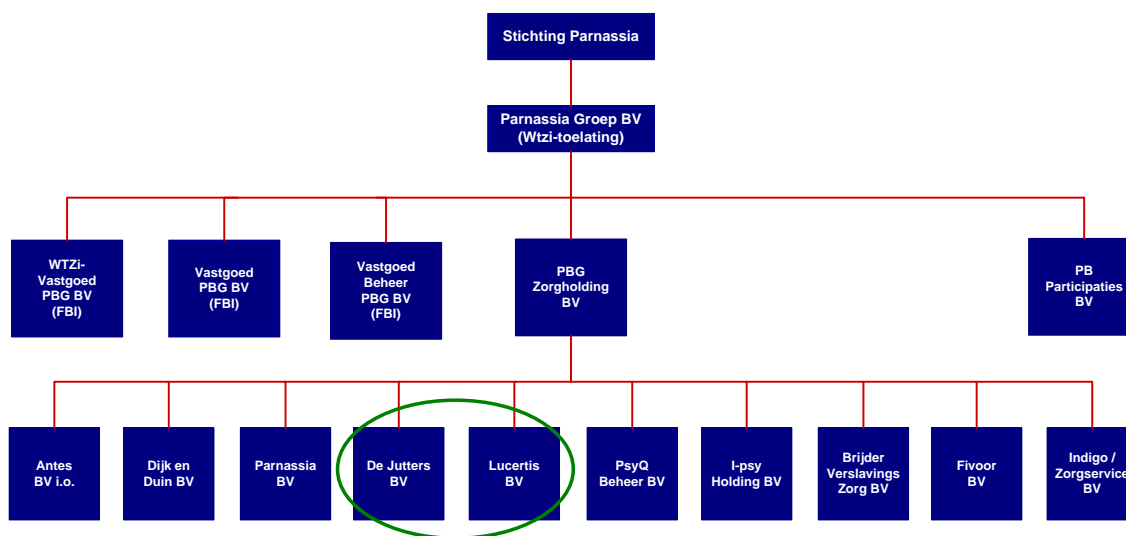 Stichting Parnassia
Parnassia Groep BV
(Wtzi-toelating)
WTZi-
Vastgoed
PBG BV
(FBI)
Vastgoed
PBG BV
(FBI)
Vastgoed
Beheer
PBG BV
(FBI)
PBG
Zorgholding
BV
PB
Participaties
BV
Antes
BV i.o.
Dijk en
Duin BV
Parnassia
BV
De Jutters
BV
Lucertis
BV
PsyQ
Beheer BV
I-psy
Holding BV
Brijder
Verslavings
Zorg BV
Fivoor
BV
Indigo /
Zorgservice
BV